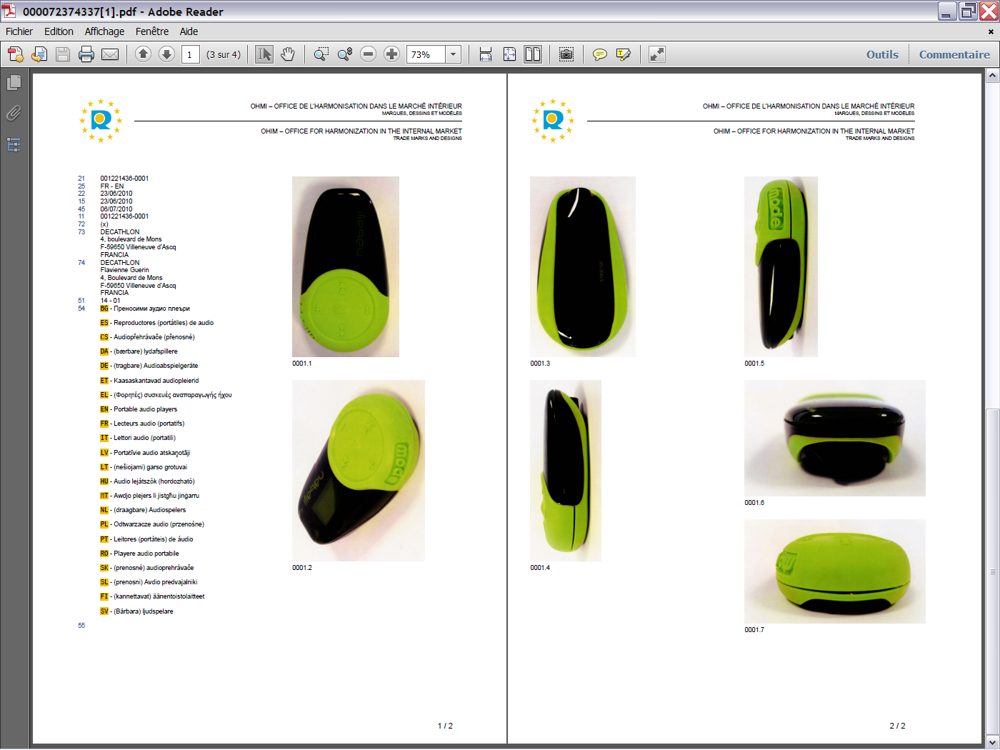 000072374337[1].pdf - Adobe Reader
Fichier Edition Affichage Fenêtre Aide
1 (3 sur 4) 73% Outils Commentaire
OHMI – OFFICE DE L'HARMONISATION DANS LE MARCHÉ INTÉRIEUR
MARQUES, DESSINS ET MODÈLES
OHIM – OFFICE FOR HARMONIZATION IN THE INTERNAL MARKET
TRADE MARKS AND DESIGNS
21 001221436-0001
25 FR - EN
22 23/06/2010
15 23/06/2010
45 06/07/2010
11 001221436-0001
72 (x)
73 DECATHLON
4, boulevard de Mons
F-59650 Villeneuve d'Ascq
FRANCIA
74 DECATHLON
Flavienne Guerin
4, Boulevard de Mons
F-59650 Villeneuve d'Ascq
FRANCIA
51 14 - 01
54 BG - Преносими аудио плеъри
ES - Reproductores (portátiles) de audio
CS - Audiopřehrávače (přenosné)
DA - (bærbare) lydafspillere
DE - (tragbare) Audioabspielgeräte
ET - Kaasaskantavad audiopleierid
EL - (Φορητές) συσκευές αναπαραγωγής ήχου
EN - Portable audio players
FR - Lecteurs audio (portatifs)
IT - Lettori audio (portatili)
LV - Portatīvie audio atskaņotāji
LT - (nešiojami) garso grotuvai
HU - Audio lejátszók (hordozható)
MT - Awdjo plejers li jistgħu jinġarru
NL - (draagbare) Audiospelers
PL - Odtwarzacze audio (przenośne)
PT - Leitores (portáteis) de áudio
RO - Playere audio portabile
SK - (prenosné) audioprehrávače
SL - (prenosni) Avdio predvajalniki
FI - (kannettavat) äänentoistolaitteet
SV - (Bärbara) ljudspelare
55
nabaiji
0001.1
mode
nabaiji
0001.2
1 / 2
OHMI – OFFICE DE L'HARMONISATION DANS LE MARCHÉ INTÉRIEUR
MARQUES, DESSINS ET MODÈLES
OHIM – OFFICE FOR HARMONIZATION IN THE INTERNAL MARKET
TRADE MARKS AND DESIGNS
0001.3
0001.4
mode
0001.5
0001.6
0001.7
2 / 2